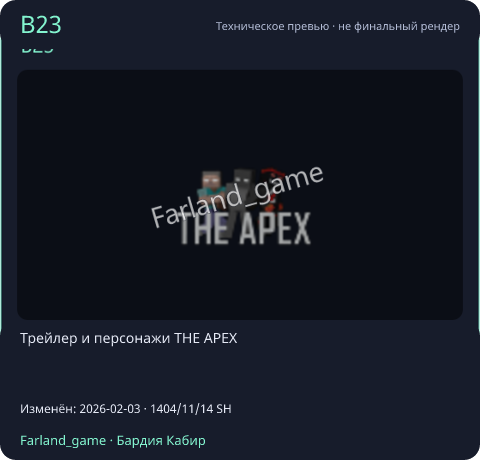 B23
Техническое превью · не финальный рендер
B23
Farland_game
THE APEX
Трейлер и персонажи THE APEX
Изменён: 2026-02-03 · 1404/11/14 SH
Farland_game · Бардия Кабир